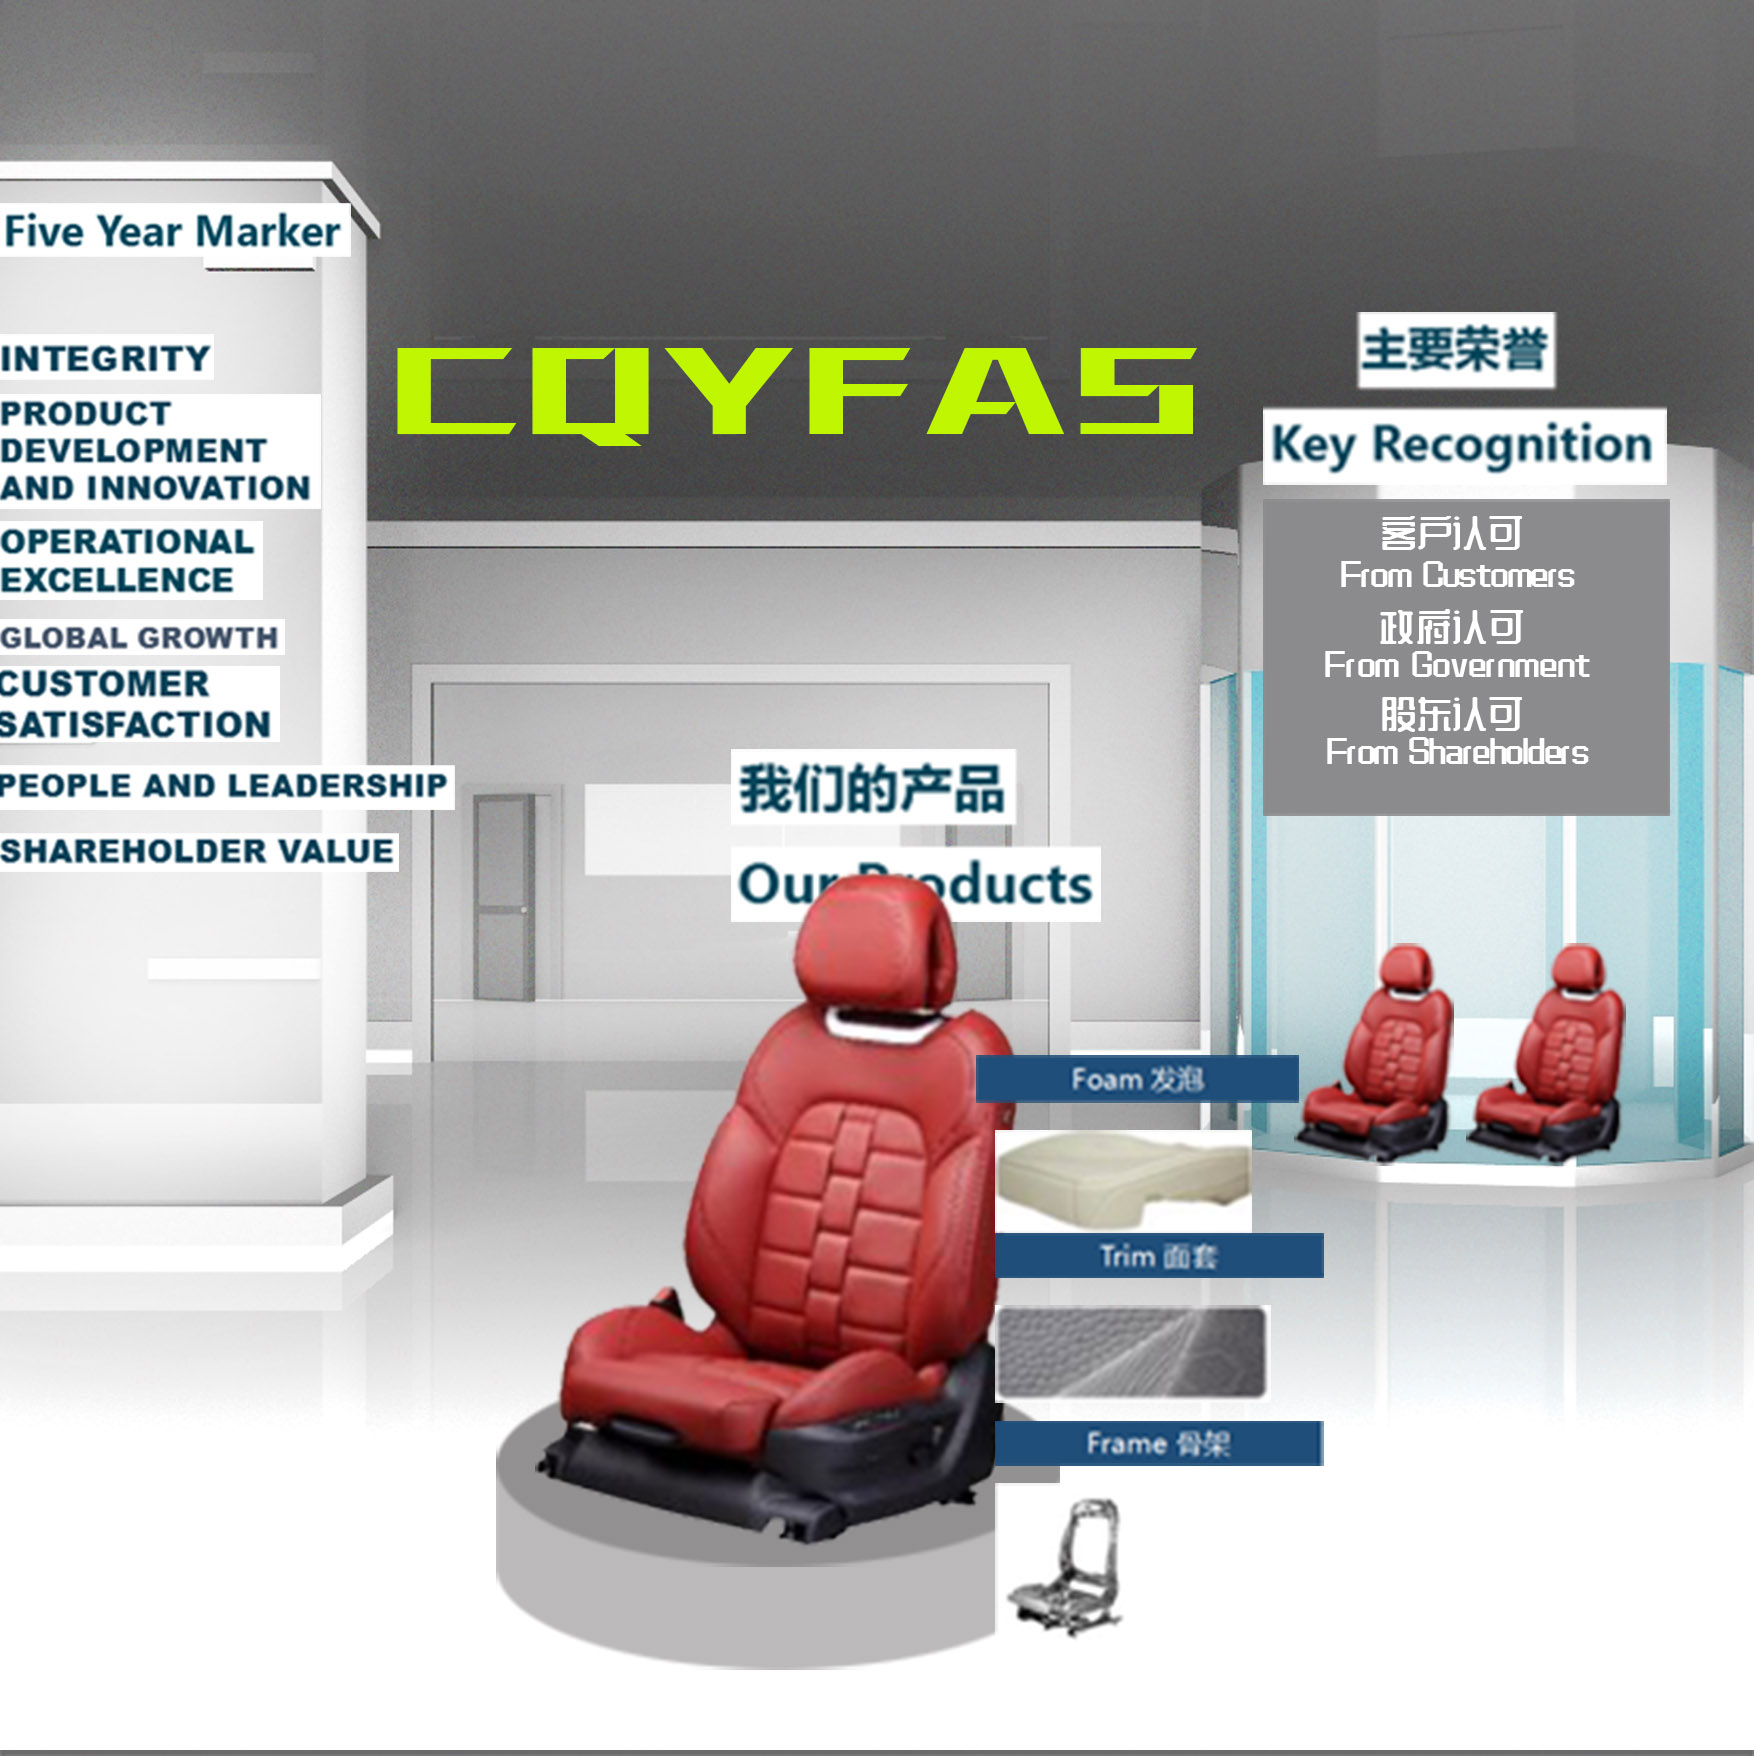 Five Year Marker
INTEGRITY
PRODUCT
DEVELOPMENT
AND INNOVATION
OPERATIONAL
EXCELLENCE
GLOBAL GROWTH
CUSTOMER
SATISFACTION
PEOPLE AND LEADERSHIP
SHAREHOLDER VALUE
CQYFAS
主要荣誉
Key Recognition
客户认可
From Customers
政府认可
From Government
股东认可
From Shareholders
我们的产品
Our Products
Foam 发泡
Trim 面套
Frame 骨架